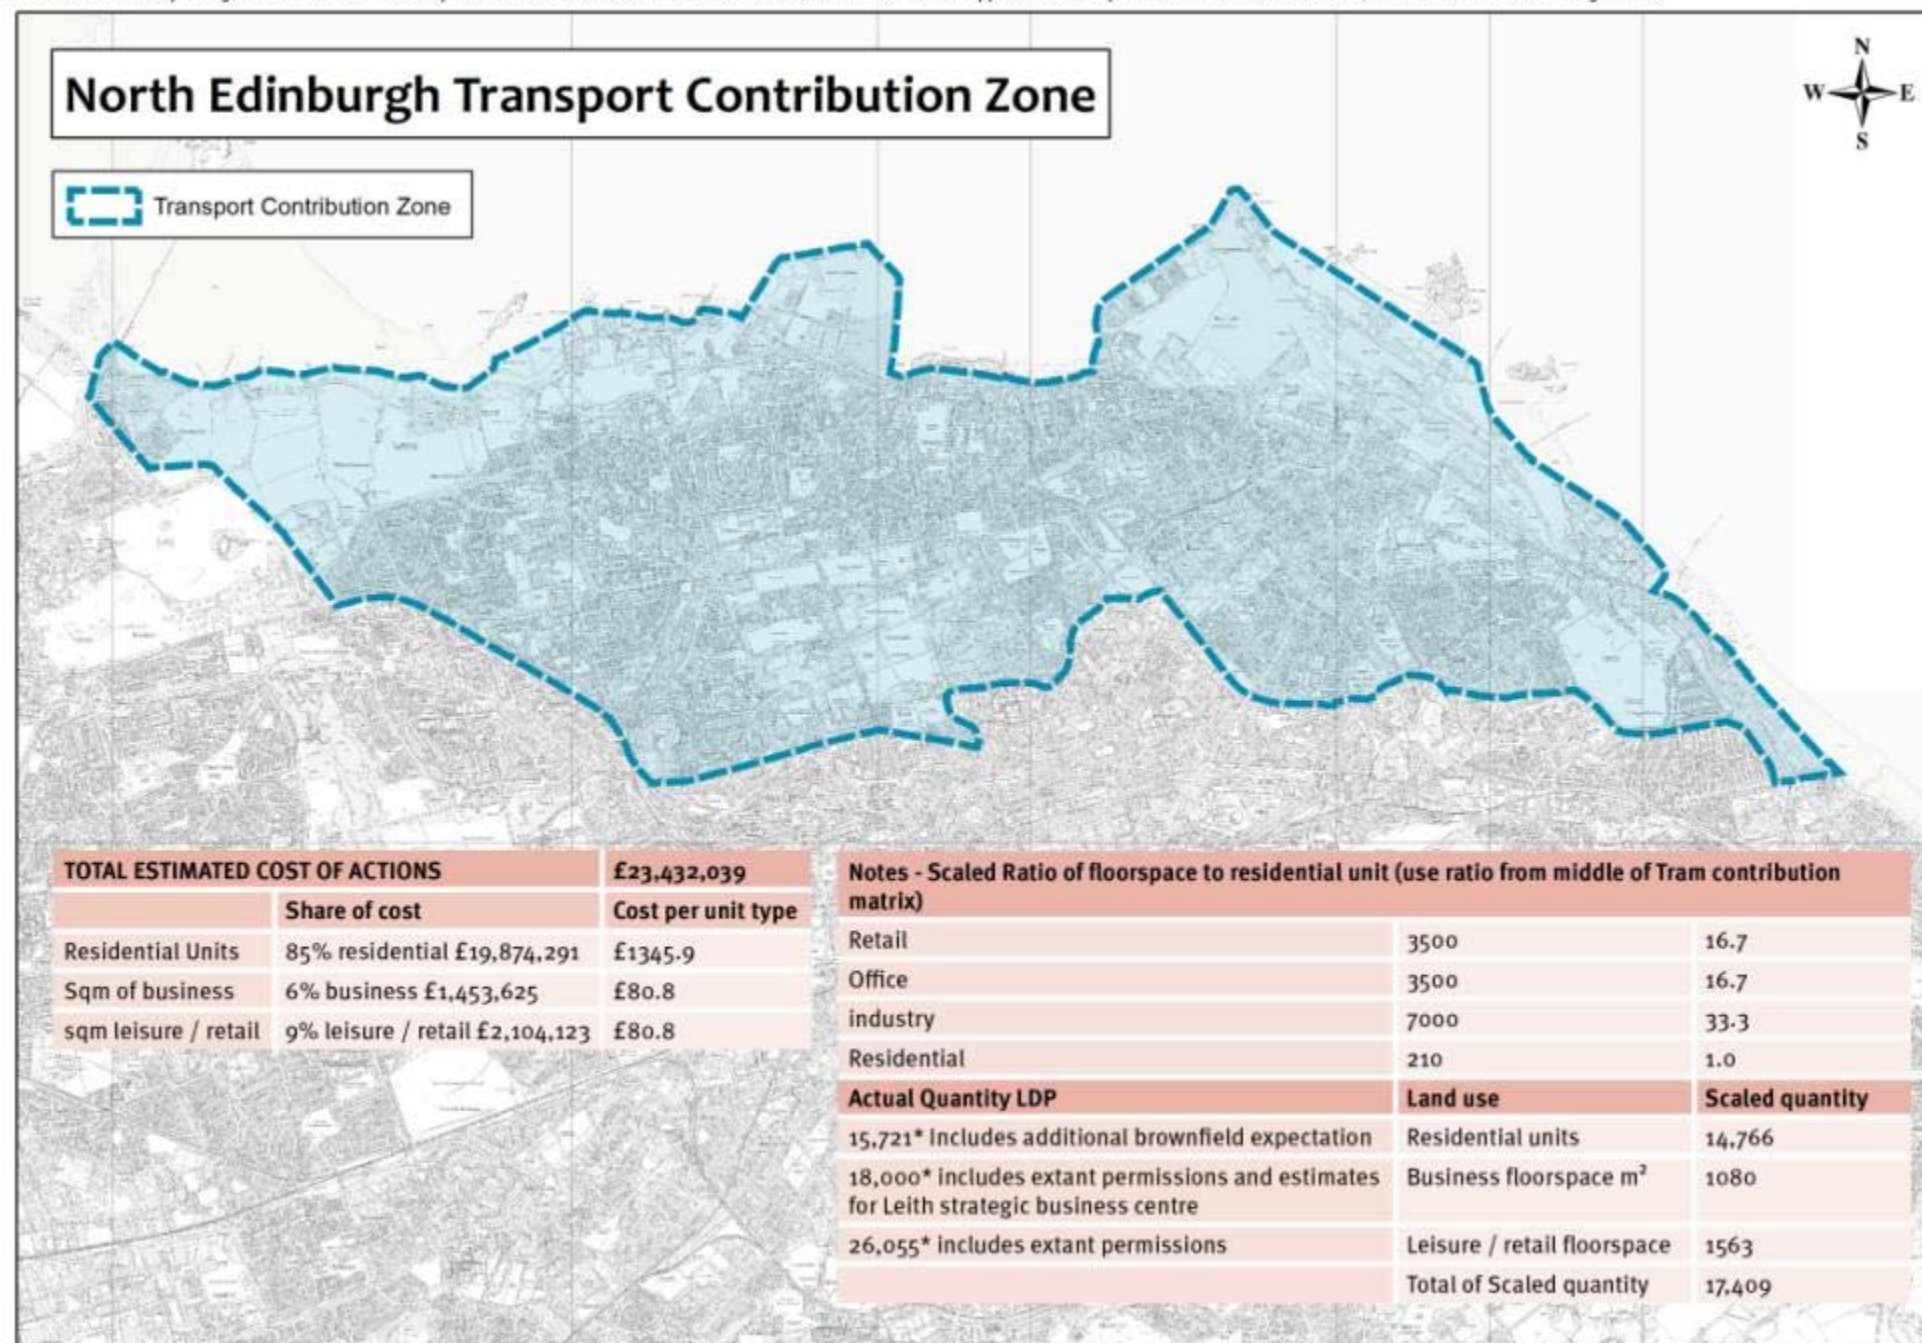 North Edinburgh Transport Contribution Zone
N
W E
S
Transport Contribution Zone
TOTAL ESTIMATED COST OF ACTIONS £23,432,039
Share of cost Cost per unit type
Residential Units 85% residential £19,874,291 £1345.9
Sqm of business 6% business £1,453,625 £80.8
sqm leisure / retail 9% leisure / retail £2,104,123 £80.8
Notes - Scaled Ratio of floorspace to residential unit (use ratio from middle of Tram contribution
matrix)
Retail 3500 16.7
Office 3500 16.7
industry 7000 33.3
Residential 210 1.0
Actual Quantity LDP Land use Scaled quantity
15,721* Includes additional brownfield expectation Residential units 14,766
18,000* includes extant permissions and estimates Business floorspace m² 1080
for Leith strategic business centre
26,055* includes extant permissions Leisure / retail floorspace 1563
Total of Scaled quantity 17,409